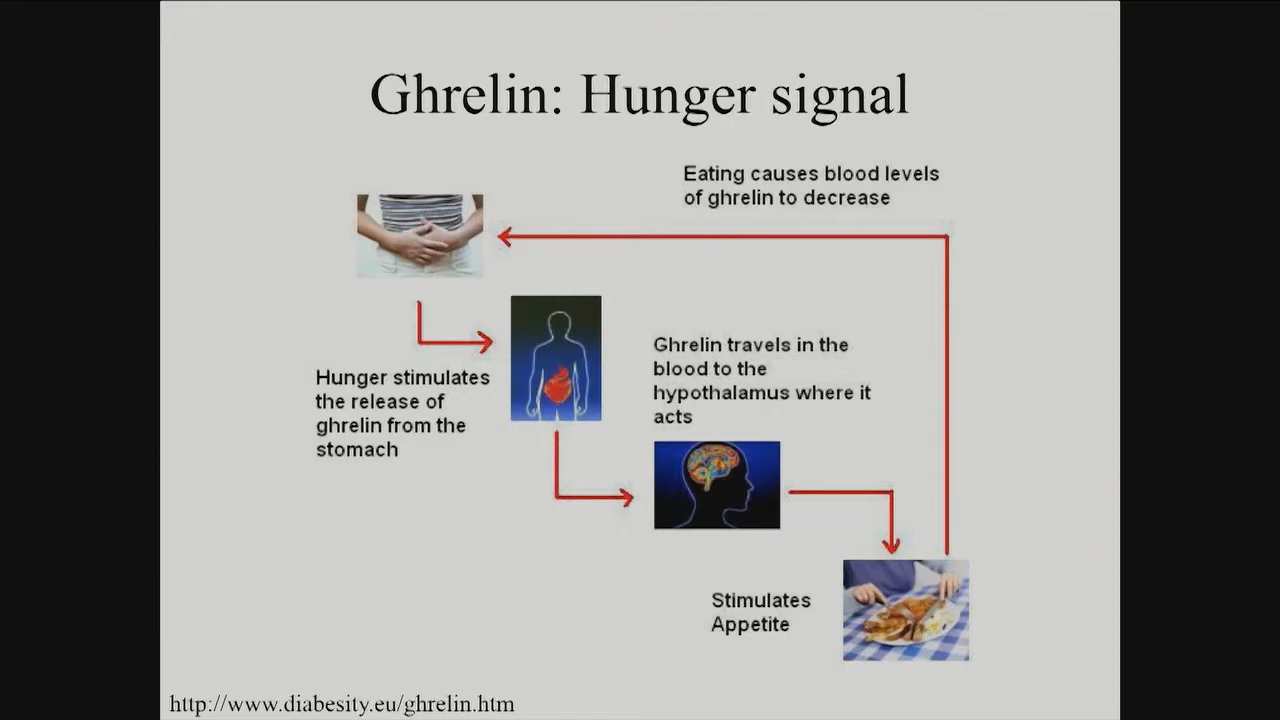 Ghrelin: Hunger signal
Eating causes blood levels
of ghrelin to decrease
Hunger stimulates
the release of
ghrelin from the
stomach
Ghrelin travels in the
blood to the
hypothalamus where it
acts
Stimulates
Appetite
http://www.diabesity.eu/ghrelin.htm